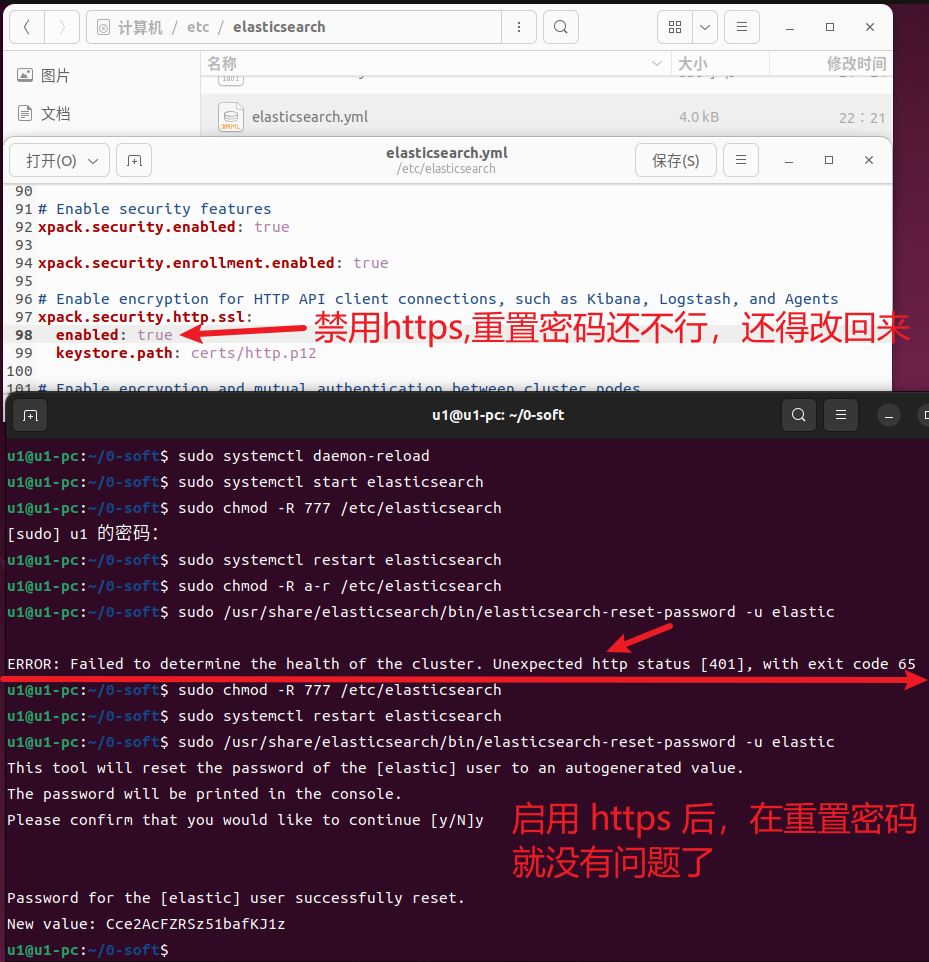 计算机 / etc / elasticsearch
图片
名称 大小 修改时间
文档
elasticsearch.yml 4.0 kB 22：21
打开(O) elasticsearch.yml 保存(S)
/etc/elasticsearch
90
91 # Enable security features
92 xpack.security.enabled: true
93
94 xpack.security.enrollment.enabled: true
95
96 # Enable encryption for HTTP API client connections, such as Kibana, Logstash, and Agents
97 xpack.security.http.ssl:
98   enabled: true
禁用https,重置密码还不行，还得改回来
99   keystore.path: certs/http.p12
100
101 # Enable encryption and mutual authentication between cluster nodes
u1@u1-pc: ~/0-soft
u1@u1-pc:~/0-soft$ sudo systemctl daemon-reload
u1@u1-pc:~/0-soft$ sudo systemctl start elasticsearch
u1@u1-pc:~/0-soft$ sudo chmod -R 777 /etc/elasticsearch
[sudo] u1 的密码：
u1@u1-pc:~/0-soft$ sudo systemctl restart elasticsearch
u1@u1-pc:~/0-soft$ sudo chmod -R a-r /etc/elasticsearch
u1@u1-pc:~/0-soft$ sudo /usr/share/elasticsearch/bin/elasticsearch-reset-password -u elastic
ERROR: Failed to determine the health of the cluster. Unexpected http status [401], with exit code 65
u1@u1-pc:~/0-soft$ sudo chmod -R 777 /etc/elasticsearch
u1@u1-pc:~/0-soft$ sudo systemctl restart elasticsearch
u1@u1-pc:~/0-soft$ sudo /usr/share/elasticsearch/bin/elasticsearch-reset-password -u elastic
This tool will reset the password of the [elastic] user to an autogenerated value.
The password will be printed in the console.
Please confirm that you would like to continue [y/N]y
启用 https 后，在重置密码
就没有问题了
Password for the [elastic] user successfully reset.
New value: Cce2AcFZRSz51bafKJ1z
u1@u1-pc:~/0-soft$